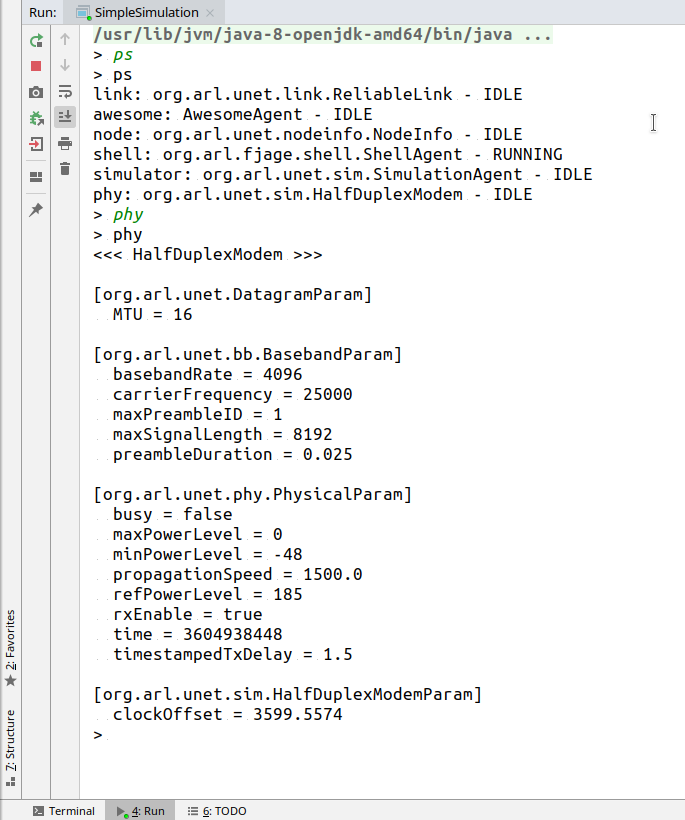 Run: SimpleSimulation
/usr/lib/jvm/java-8-openjdk-amd64/bin/java ...
> ps
> ps
link: org.arl.unet.link.ReliableLink - IDLE
awesome: AwesomeAgent - IDLE
node: org.arl.unet.nodeinfo.NodeInfo - IDLE
shell: org.arl.fjage.shell.ShellAgent - RUNNING
simulator: org.arl.unet.sim.SimulationAgent - IDLE
phy: org.arl.unet.sim.HalfDuplexModem - IDLE
> phy
> phy
<<< HalfDuplexModem >>>
[org.arl.unet.DatagramParam]
MTU = 16
[org.arl.unet.bb.BasebandParam]
basebandRate = 4096
carrierFrequency = 25000
maxPreambleID = 1
maxSignalLength = 8192
preambleDuration = 0.025
[org.arl.unet.phy.PhysicalParam]
busy = false
maxPowerLevel = 0
minPowerLevel = -48
propagationSpeed = 1500.0
refPowerLevel = 185
rxEnable = true
time = 3604938448
timestampedTxDelay = 1.5
[org.arl.unet.sim.HalfDuplexModemParam]
clockOffset = 3599.5574
>
2: Favorites
7: Structure
Terminal
4: Run
6: TODO